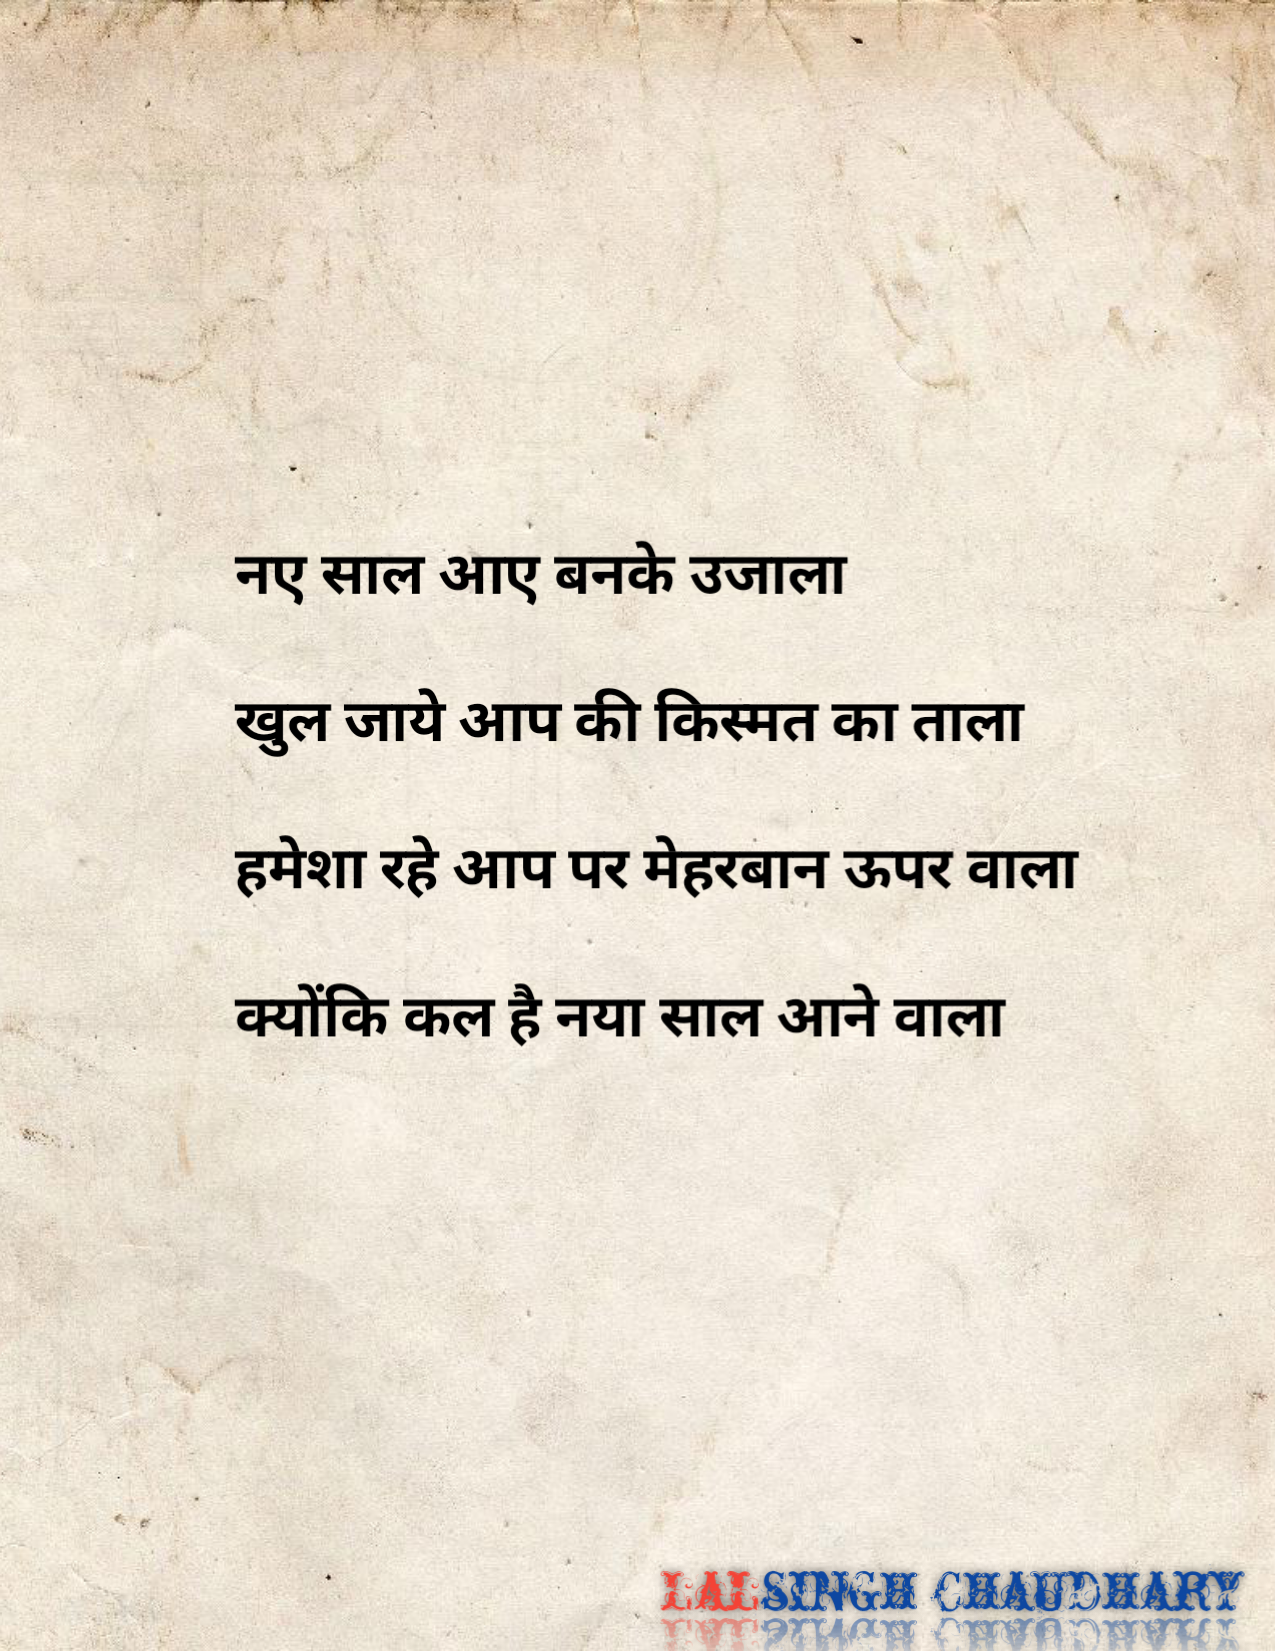 नए साल आए बनके उजाला
खुल जाये आप की किस्मत का ताला
हमेशा रहे आप पर मेहरबान ऊपर वाला
क्योंकि कल है नया साल आने वाला
LALSINGH CHAUDHARY